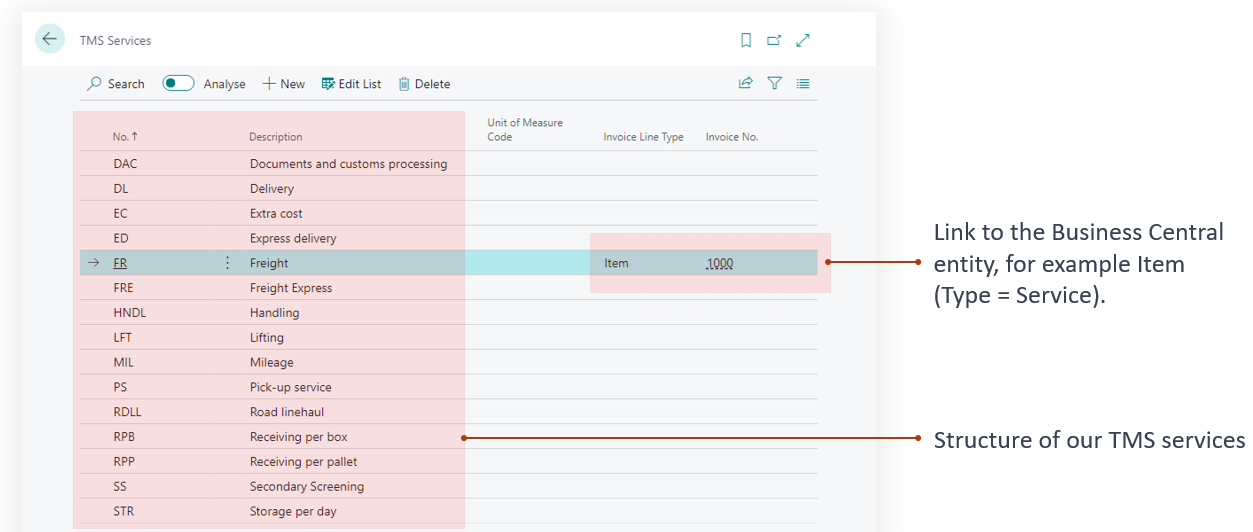 TMS Services
Search Analyse New Edit List Delete
No. ↑ Description Unit of Measure Code Invoice Line Type Invoice No.
DAC Documents and customs processing
DL Delivery
EC Extra cost
ED Express delivery
FR Freight Item 1000
FRE Freight Express
HNDL Handling
LFT Lifting
MIL Mileage
PS Pick-up service
RDLL Road linehaul
RPB Receiving per box
RPP Receiving per pallet
SS Secondary Screening
STR Storage per day
Link to the Business Central
entity, for example Item
(Type = Service).
Structure of our TMS services